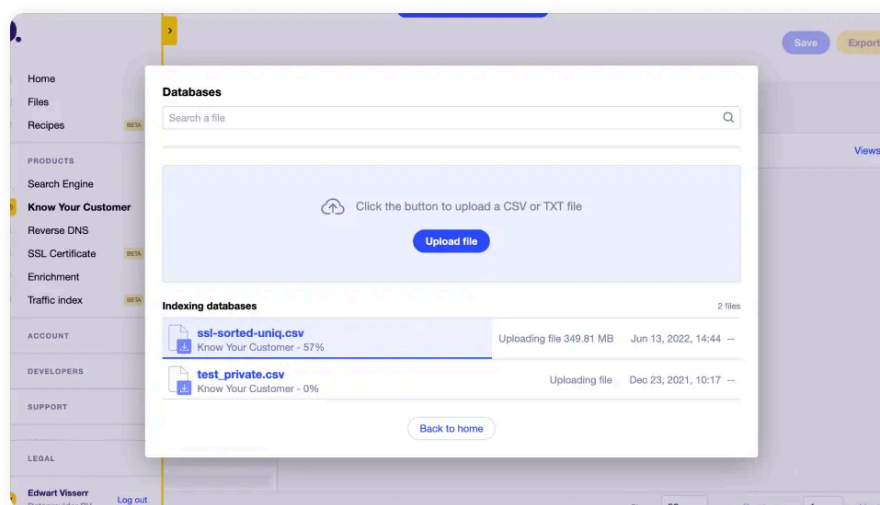 Save
Export
Home
Files
Recipes BETA
PRODUCTS
Search Engine
Know Your Customer
Reverse DNS
SSL Certificate BETA
Enrichment
Traffic index BETA
ACCOUNT
DEVELOPERS
SUPPORT
LEGAL
Edwart Visserr
Log out
Views
Databases
Search a file
Click the button to upload a CSV or TXT file
Upload file
Indexing databases 2 files
ssl-sorted-uniq.csv
Know Your Customer - 57% Uploading file 349.81 MB Jun 13, 2022, 14:44 --
test_private.csv
Know Your Customer - 0% Uploading file Dec 23, 2021, 10:17 --
Back to home